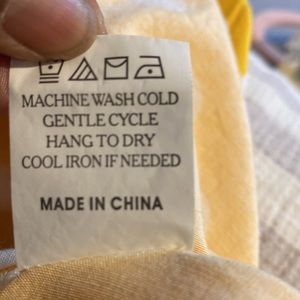 MACHINE WASH COLD
GENTLE CYCLE
HANG TO DRY
COOL IRON IF NEEDED
MADE IN CHINA